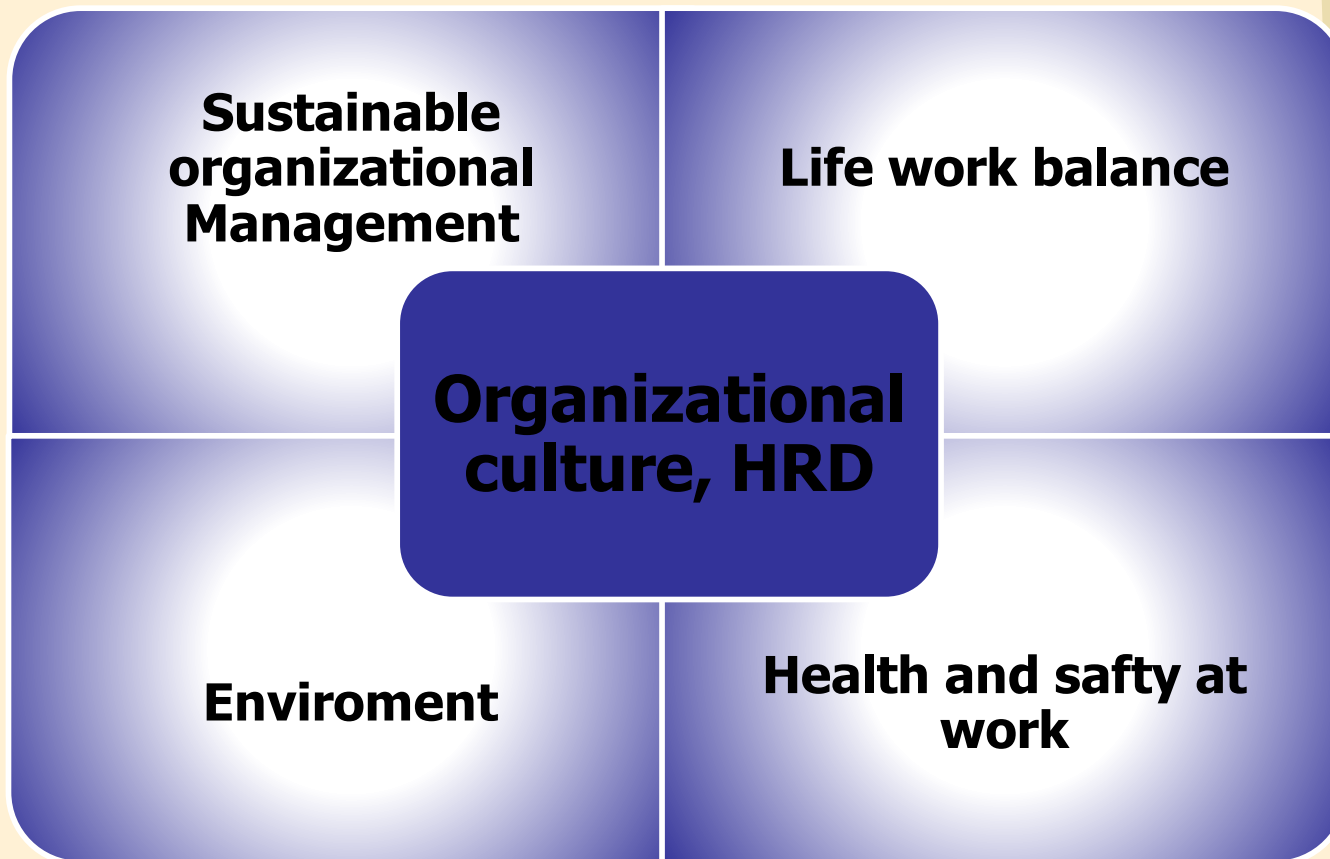 Sustainable
organizational
Management
Life work balance
Organizational
culture, HRD
Enviroment
Health and safty at
work